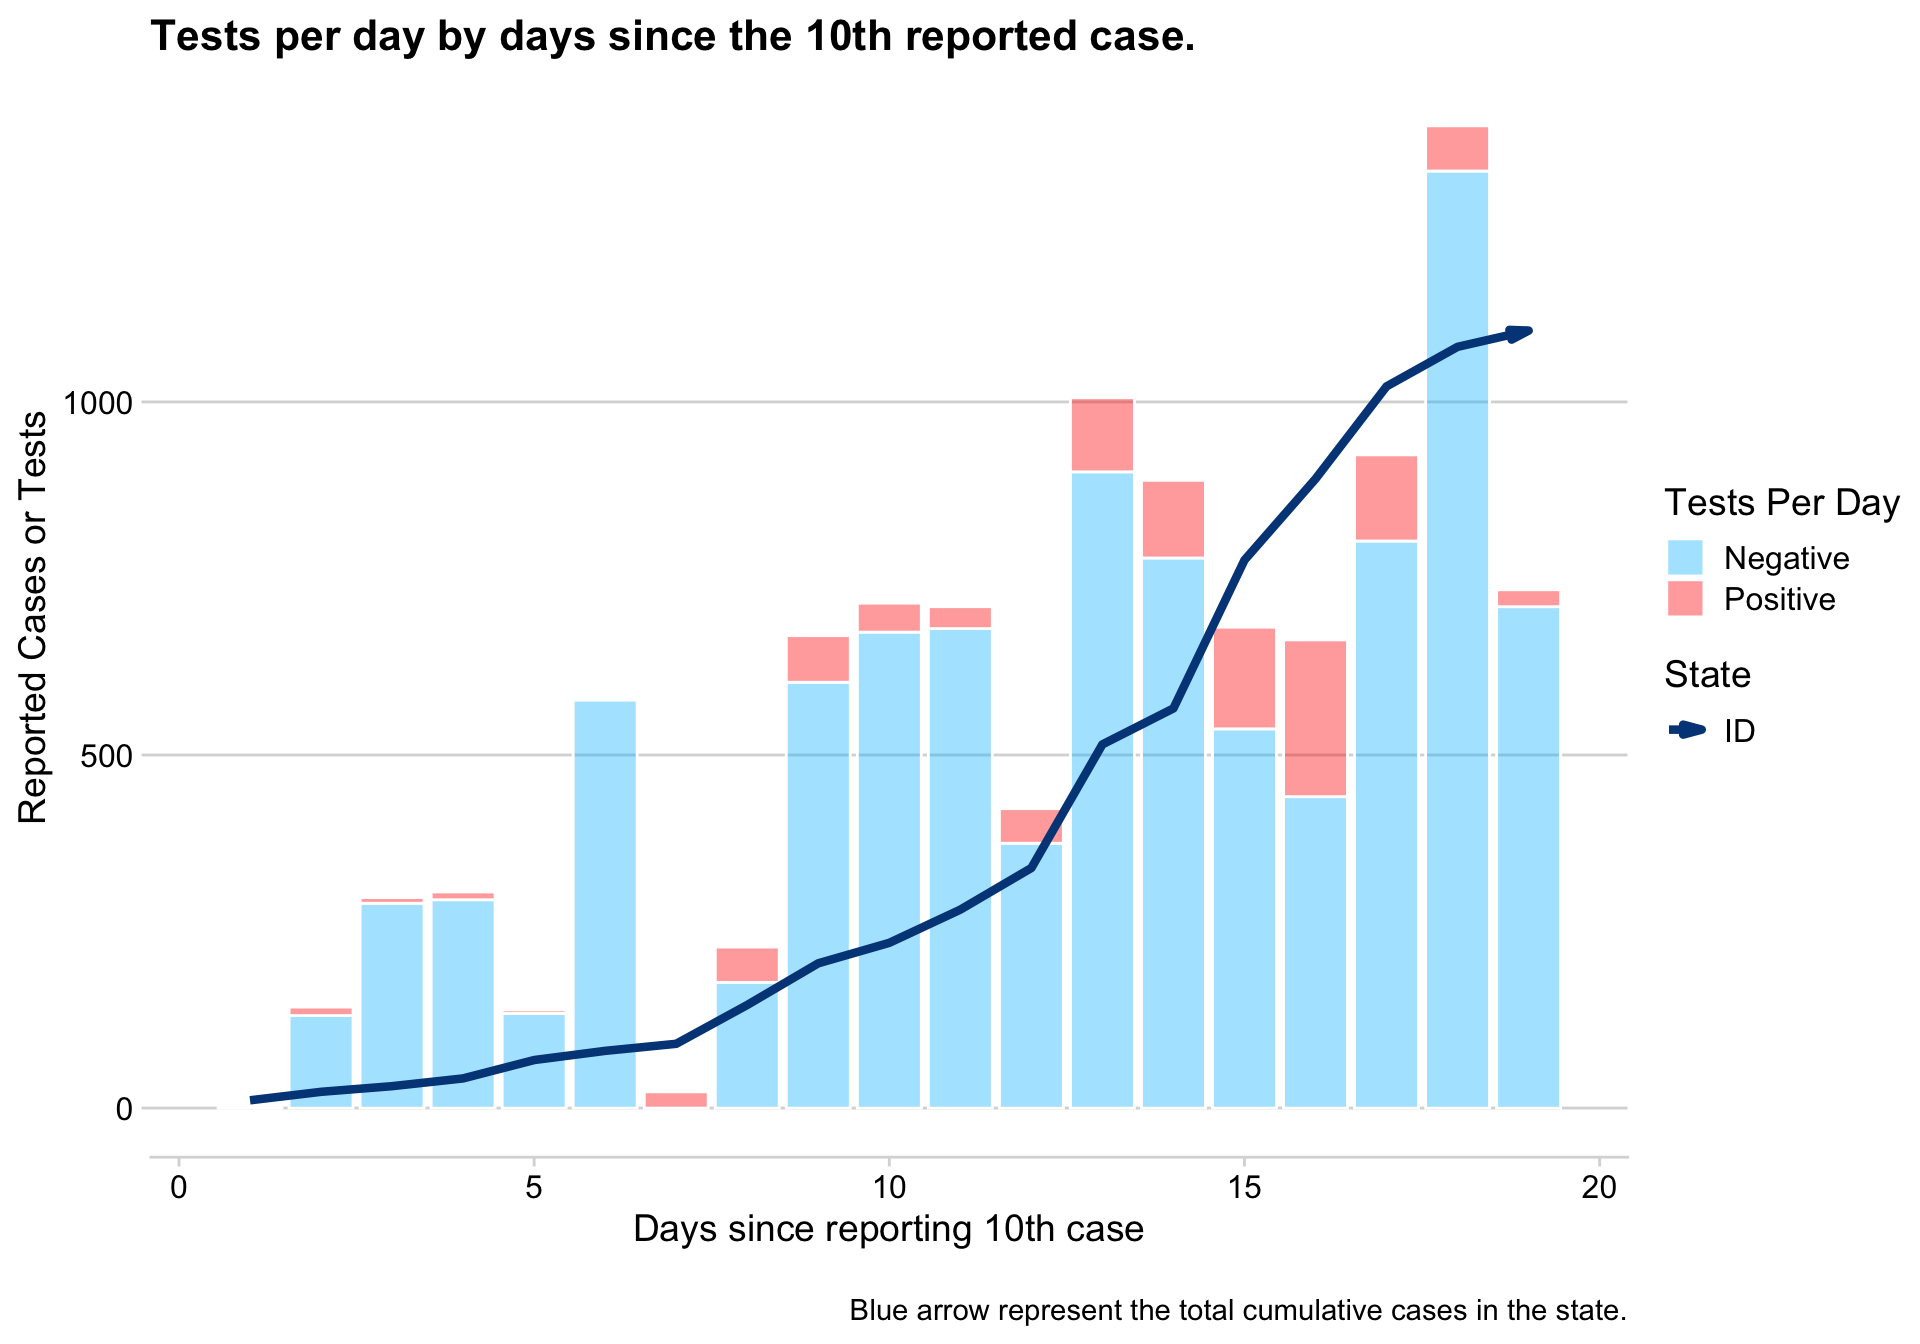 Tests per day by days since the 10th reported case.
Reported Cases or Tests
1000
500
0
0 5 10 15 20
Days since reporting 10th case
Tests Per Day
Negative
Positive
State
ID
Blue arrow represent the total cumulative cases in the state.